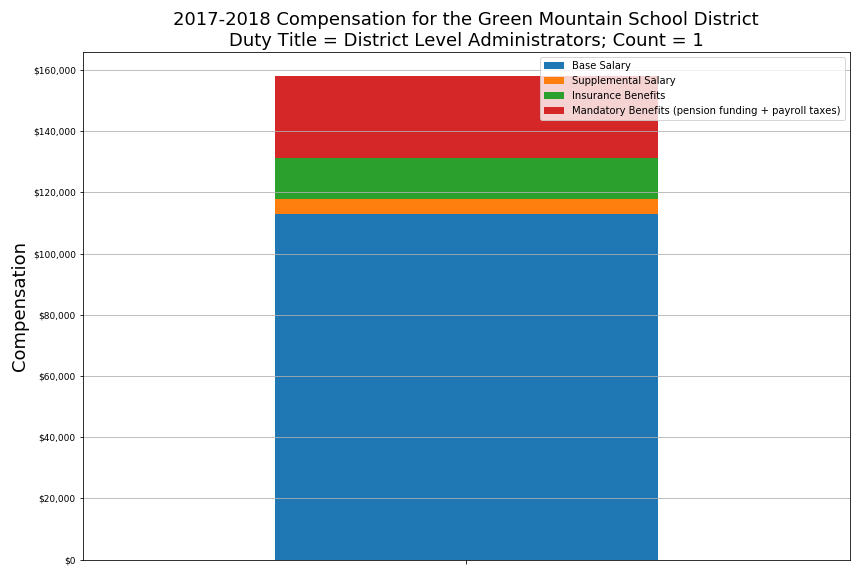 2017-2018 Compensation for the Green Mountain School District
Duty Title = District Level Administrators; Count = 1
Base Salary
Supplemental Salary
Insurance Benefits
Mandatory Benefits (pension funding + payroll taxes)
Compensation
$160,000
$140,000
$120,000
$100,000
$80,000
$60,000
$40,000
$20,000
$0